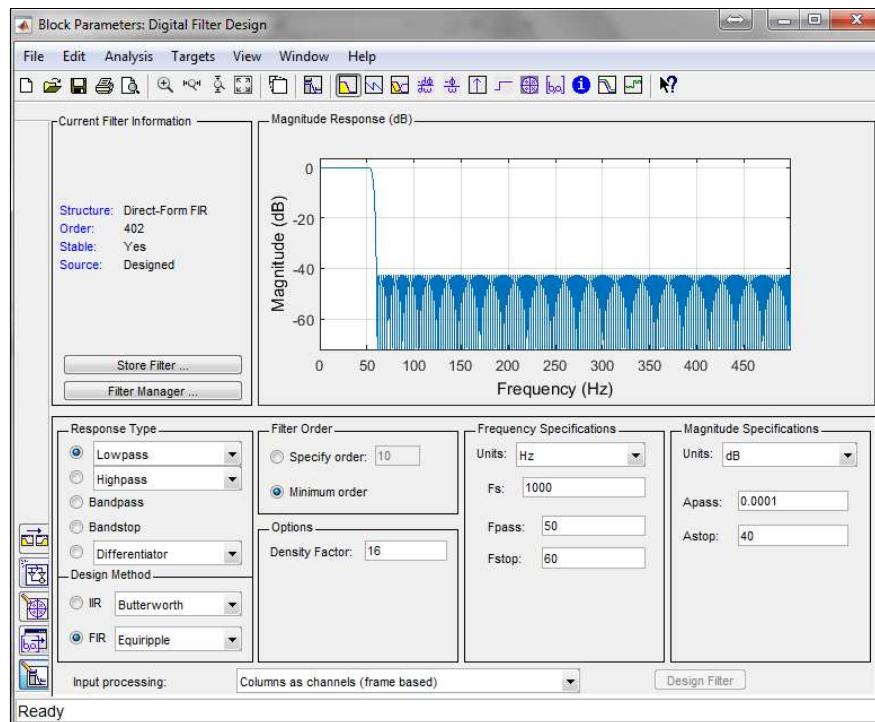 Block Parameters: Digital Filter Design
File Edit Analysis Targets View Window Help
Current Filter Information
Structure: Direct-Form FIR
Order: 402
Stable: Yes
Source: Designed
Store Filter ...
Filter Manager ...
Magnitude Response (dB)
Magnitude (dB)
0
-20
-40
-60
0 50 100 150 200 250 300 350 400 450
Frequency (Hz)
Response Type
Lowpass
Highpass
Bandpass
Bandstop
Differentiator
Design Method
IIR Butterworth
FIR Equiripple
Filter Order
Specify order: 10
Minimum order
Options
Density Factor: 16
Frequency Specifications
Units: Hz
Fs: 1000
Fpass: 50
Fstop: 60
Magnitude Specifications
Units: dB
Apass: 0.0001
Astop: 40
Input processing: Columns as channels (frame based)
Design Filter
Ready